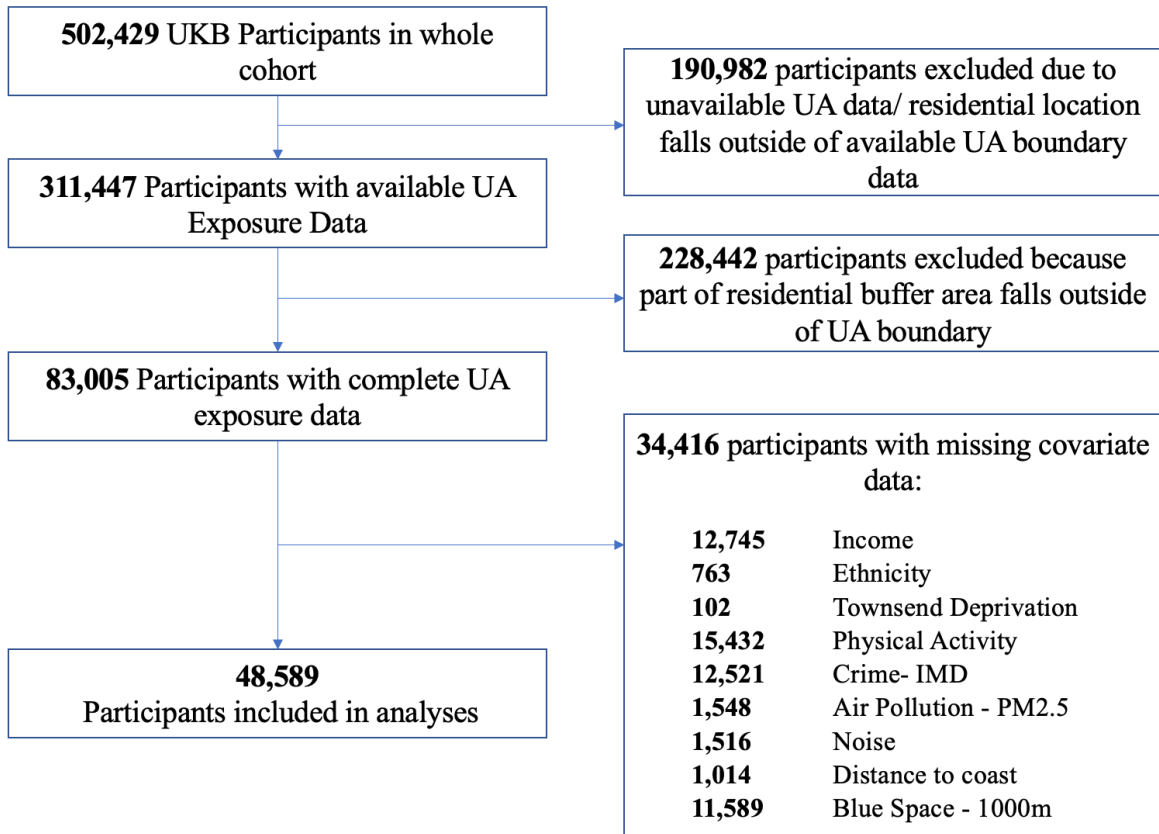 502,429 UKB Participants in whole
cohort
190,982 participants excluded due to
unavailable UA data/ residential location
falls outside of available UA boundary
data
311,447 Participants with available UA
Exposure Data
228,442 participants excluded because
part of residential buffer area falls outside
of UA boundary
83,005 Participants with complete UA
exposure data
34,416 participants with missing covariate
data:
12,745 Income
763 Ethnicity
102 Townsend Deprivation
15,432 Physical Activity
12,521 Crime- IMD
1,548 Air Pollution - PM2.5
1,516 Noise
1,014 Distance to coast
11,589 Blue Space - 1000m
48,589
Participants included in analyses